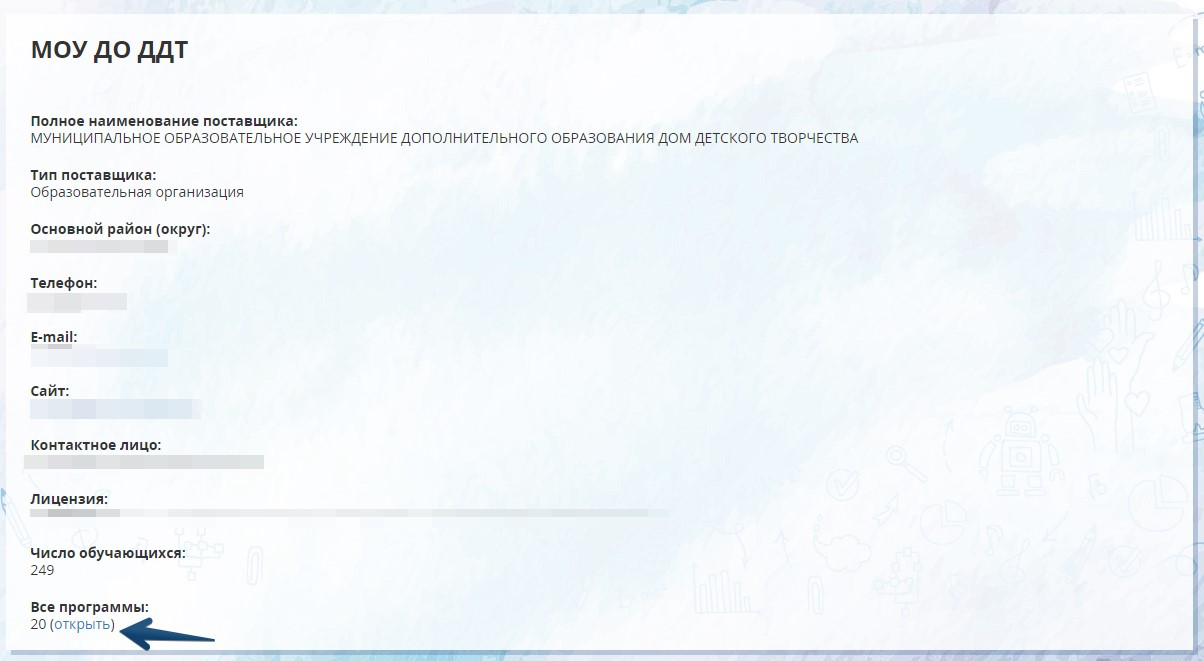 МОУ ДО ДДТ
Полное наименование поставщика:
МУНИЦИПАЛЬНОЕ ОБРАЗОВАТЕЛЬНОЕ УЧРЕЖДЕНИЕ ДОПОЛНИТЕЛЬНОГО ОБРАЗОВАНИЯ ДОМ ДЕТСКОГО ТВОРЧЕСТВА
Тип поставщика:
Образовательная организация
Основной район (округ):
Телефон:
E-mail:
Сайт:
Контактное лицо:
Лицензия:
Число обучающихся:
249
Все программы:
20 (открыть)